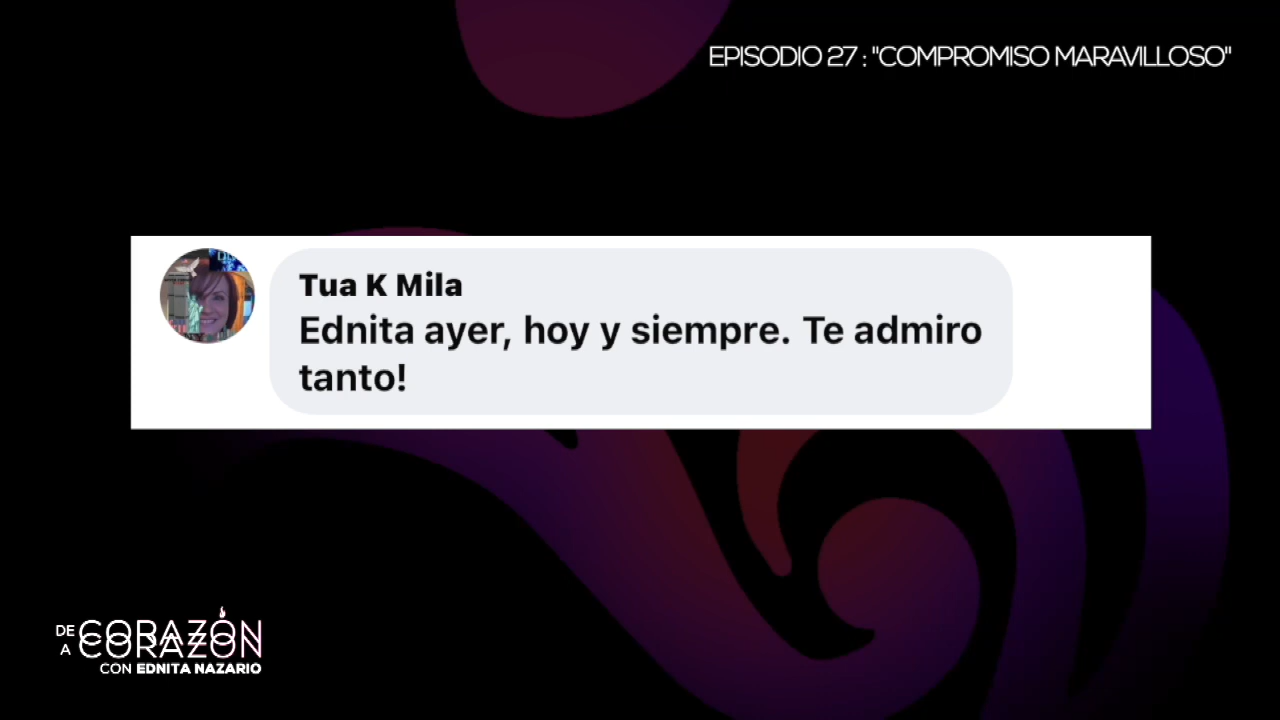 EPISODIO 27 : "COMPROMISO MARAVILLOSO"
Tua K Mila
Ednita ayer, hoy y siempre. Te admiro
tanto!
DE CORAZÓN
A CORAZÓN
CON EDNITA NAZARIO